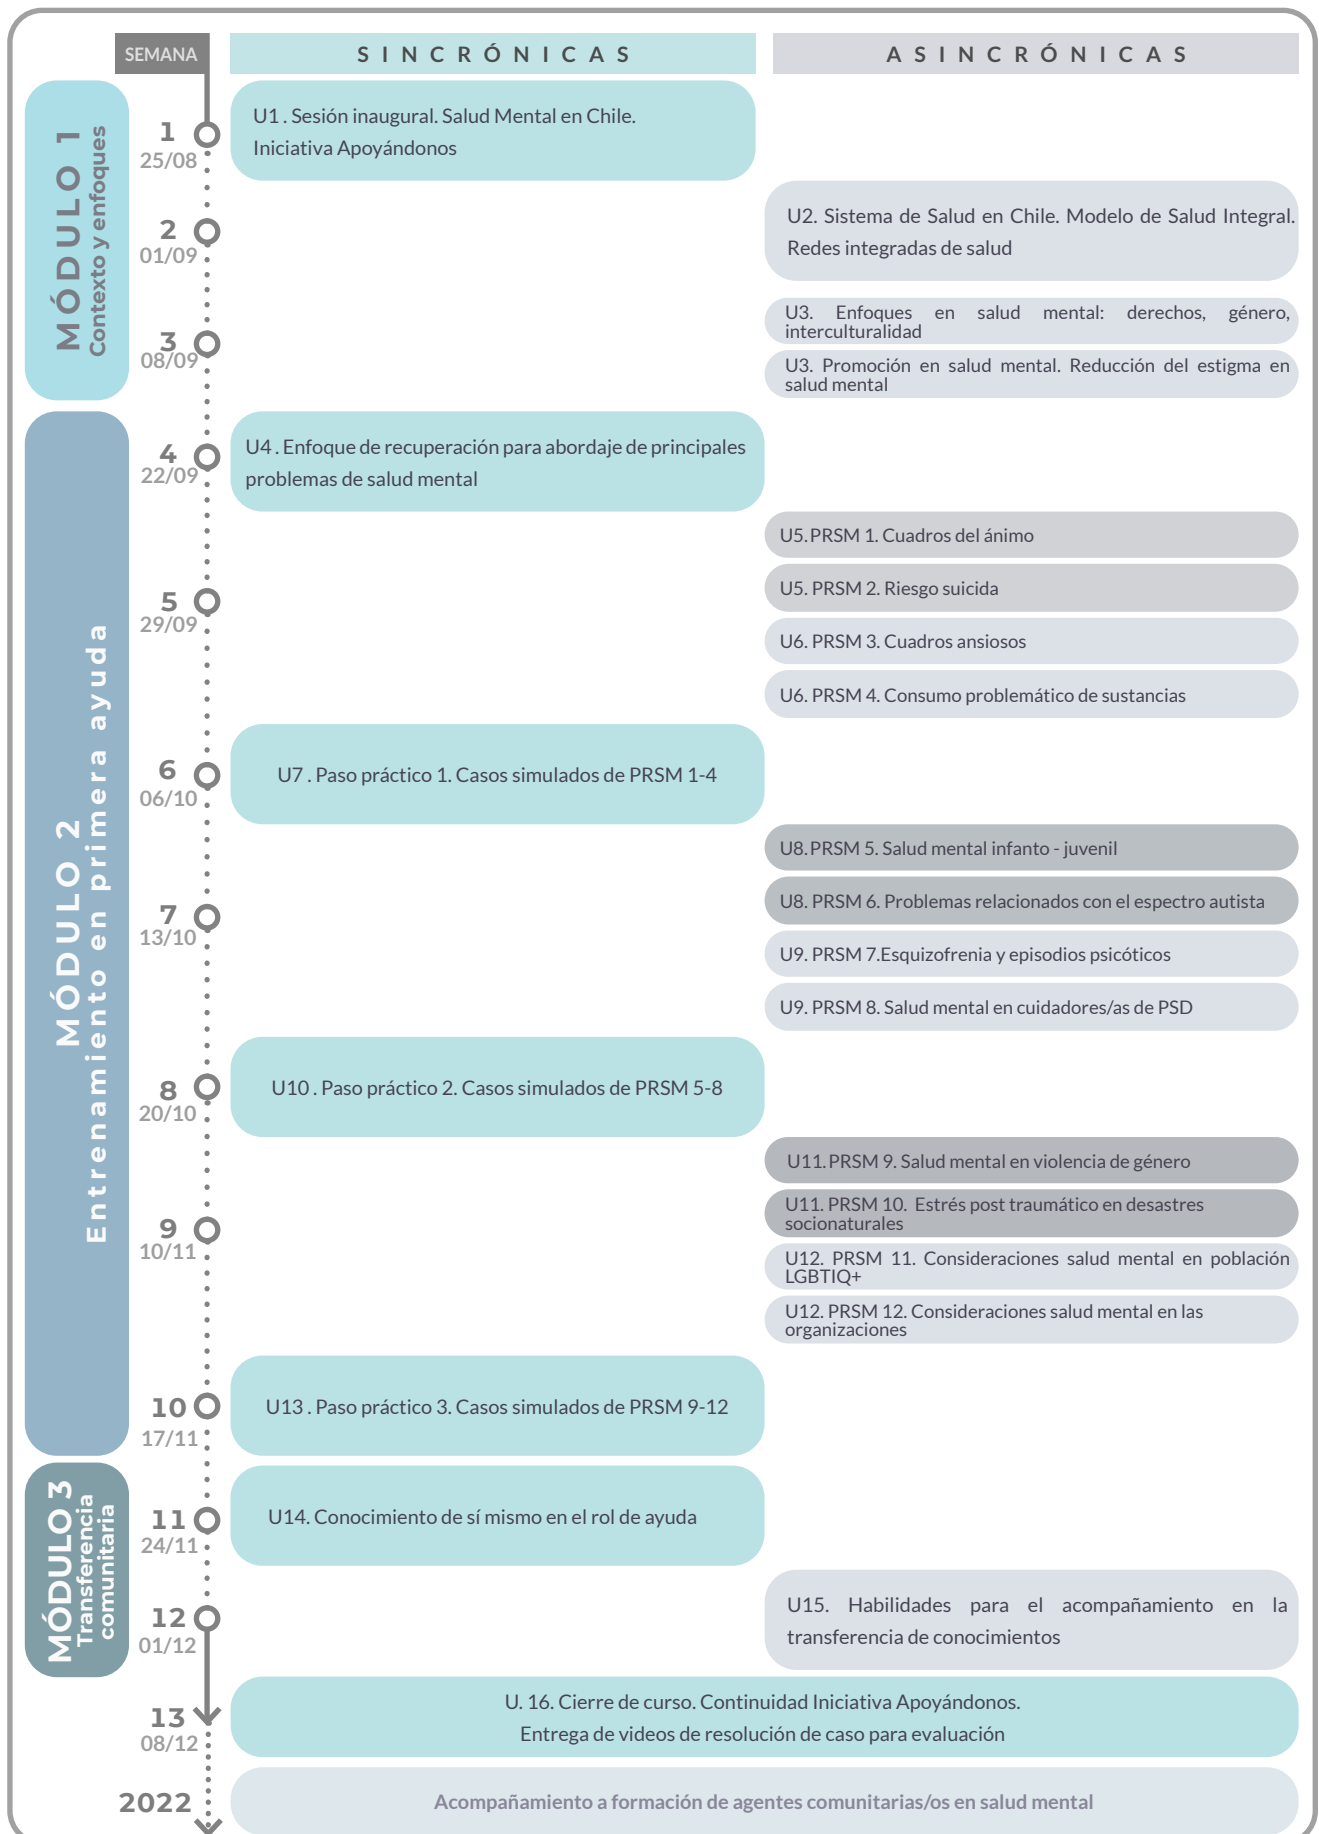 SEMANA
SINCRÓNICAS
ASINCRÓNICAS
MÓDULO 1
Contexto y enfoques
1
25/08
U1 . Sesión inaugural. Salud Mental en Chile.
Iniciativa Apoyándonos
2
01/09
U2. Sistema de Salud en Chile. Modelo de Salud Integral.
Redes integradas de salud
3
08/09
U3. Enfoques en salud mental: derechos, género,
interculturalidad
U3. Promoción en salud mental. Reducción del estigma en
salud mental
MÓDULO 2
Entrenamiento en primera ayuda
4
22/09
U4 . Enfoque de recuperación para abordaje de principales
problemas de salud mental
5
29/09
U5.PRSM 1. Cuadros del ánimo
U5. PRSM 2. Riesgo suicida
U6. PRSM 3. Cuadros ansiosos
U6. PRSM 4. Consumo problemático de sustancias
6
06/10
U7 . Paso práctico 1. Casos simulados de PRSM 1-4
7
13/10
U8.PRSM 5. Salud mental infanto - juvenil
U8. PRSM 6. Problemas relacionados con el espectro autista
U9. PRSM 7.Esquizofrenia y episodios psicóticos
U9. PRSM 8. Salud mental en cuidadores/as de PSD
8
20/10
U10 . Paso práctico 2. Casos simulados de PRSM 5-8
9
10/11
U11.PRSM 9. Salud mental en violencia de género
U11. PRSM 10. Estrés post traumático en desastres
socionaturales
U12. PRSM 11. Consideraciones salud mental en población
LGBTIQ+
U12. PRSM 12. Consideraciones salud mental en las
organizaciones
10
17/11
U13 . Paso práctico 3. Casos simulados de PRSM 9-12
MÓDULO 3
Transferencia
comunitaria
11
24/11
U14. Conocimiento de sí mismo en el rol de ayuda
12
01/12
U15. Habilidades para el acompañamiento en la
transferencia de conocimientos
13
08/12
U. 16. Cierre de curso. Continuidad Iniciativa Apoyándonos.
Entrega de videos de resolución de caso para evaluación
2022
Acompañamiento a formación de agentes comunitarias/os en salud mental